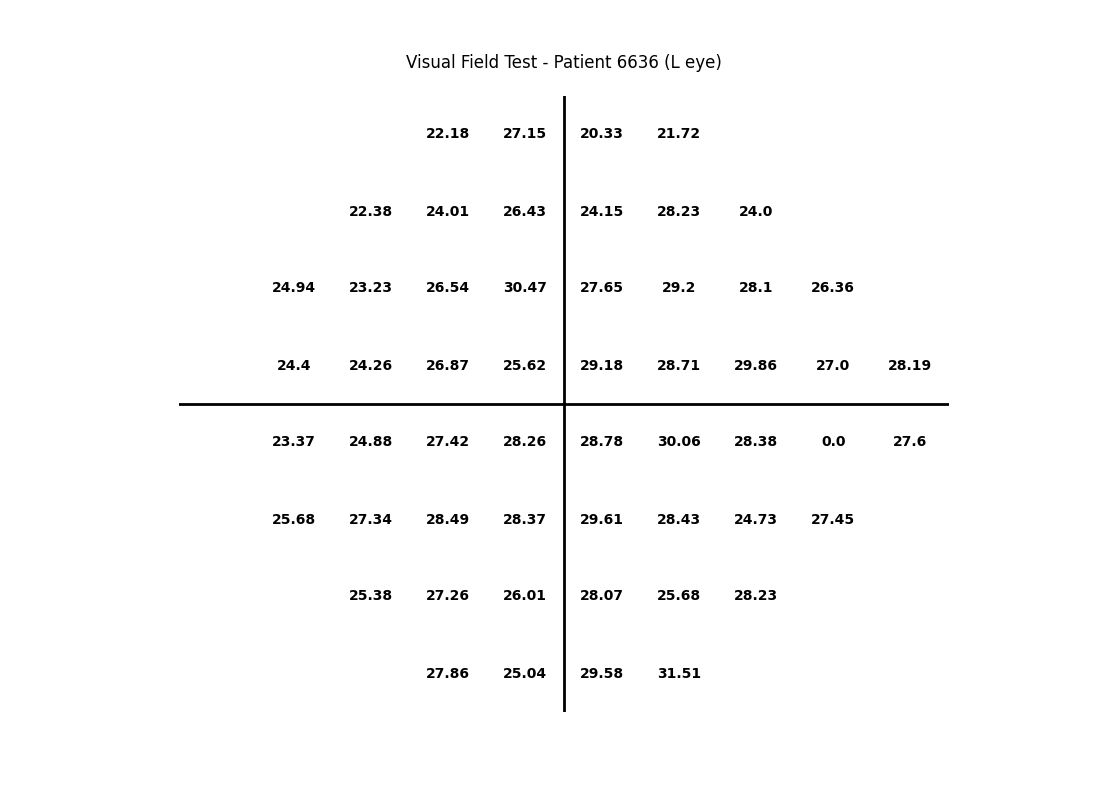 Visual Field Test - Patient 6636 (L eye)
22.18 27.15 20.33 21.72
22.38 24.01 26.43 24.15 28.23 24.0
24.94 23.23 26.54 30.47 27.65 29.2 28.1 26.36
24.4 24.26 26.87 25.62 29.18 28.71 29.86 27.0 28.19
23.37 24.88 27.42 28.26 28.78 30.06 28.38 0.0 27.6
25.68 27.34 28.49 28.37 29.61 28.43 24.73 27.45
25.38 27.26 26.01 28.07 25.68 28.23
27.86 25.04 29.58 31.51